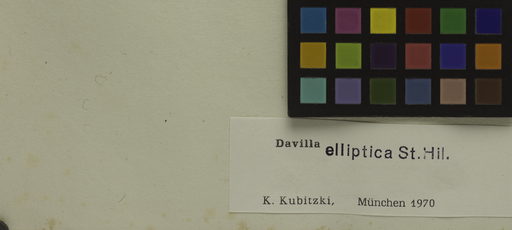 Davilla elliptica St.Hil.
K. Kubitzki, München 1970